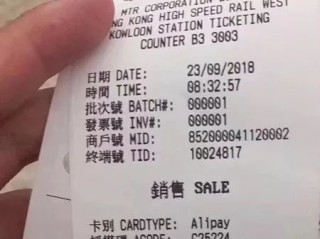 MTR CORPORATION
HONG KONG HIGH SPEED RAIL WEST
KOWLOON STATION TICKETING
COUNTER B3 3003
日期 DATE: 23/09/2018
時間 TIME: 08:32:57
批次號 BATCH#: 000001
發票號 INV#: 000001
商戶號 MID: 852000041120002
終端號 TID: 10024817
銷售 SALE
卡別 CARDTYPE: Alipay